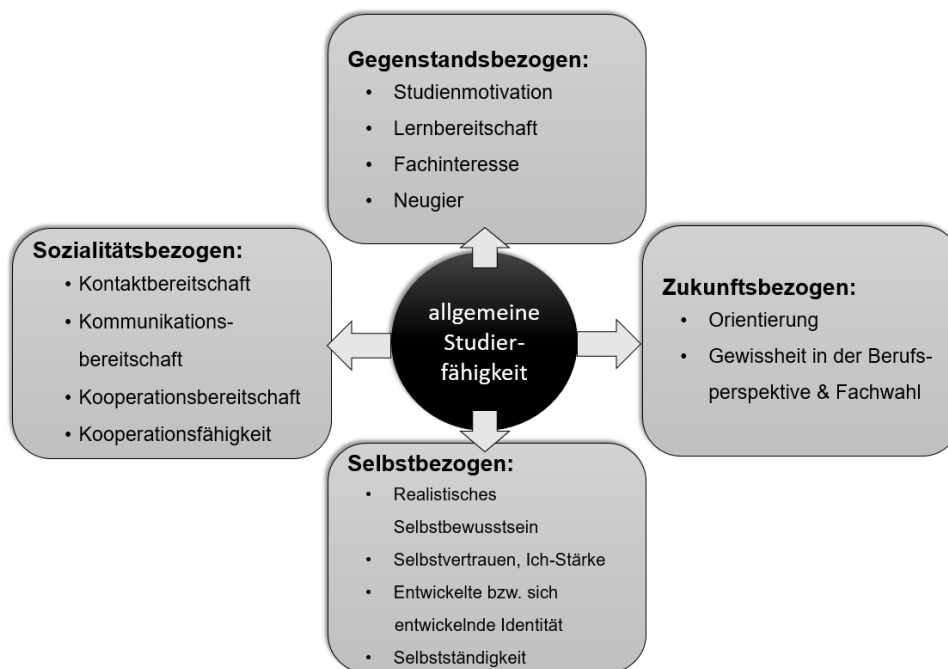 Gegenstandsbezogen:
• Studienmotivation
• Lernbereitschaft
• Fachinteresse
• Neugier
Sozialitätsbezogen:
• Kontaktbereitschaft
• Kommunikations-
bereitschaft
• Kooperationsbereitschaft
• Kooperationsfähigkeit
allgemeine
Studier-
fähigkeit
Zukunftsbezogen:
• Orientierung
• Gewissheit in der Berufs-
perspektive & Fachwahl
Selbstbezogen:
• Realistisches
Selbstbewusstsein
• Selbstvertrauen, Ich-Stärke
• Entwickelte bzw. sich
entwickelnde Identität
• Selbstständigkeit